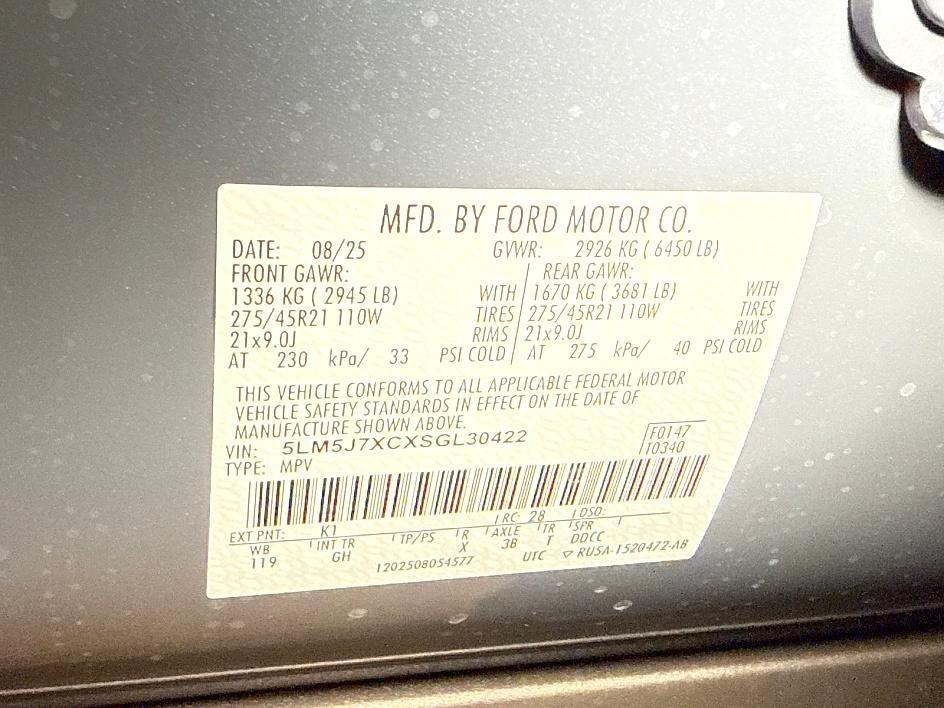 MFD. BY FORD MOTOR CO.
DATE: 08/25 GVWR: 2926 KG ( 6450 LB)
FRONT GAWR: REAR GAWR:
1336 KG ( 2945 LB) WITH 1670 KG ( 3681 LB) WITH
275/45R21 110W TIRES 275/45R21 110W TIRES
21x9.0J RIMS 21x9.0J RIMS
AT 230 kPa/ 33 PSI COLD AT 275 kPa/ 40 PSI COLD
THIS VEHICLE CONFORMS TO ALL APPLICABLE FEDERAL MOTOR
VEHICLE SAFETY STANDARDS IN EFFECT ON THE DATE OF
MANUFACTURE SHOWN ABOVE.
VIN: 5LM5J7XCXSGL30422 F0147
TYPE: MPV T0340
EXT PNT: K1 RC: 28 DSO:
WB INT TR TP/PS R AXLE TR SPR
119 GH X 3B T DDCC
1202508054577 UTC ▽ RU5A-1520472-AB